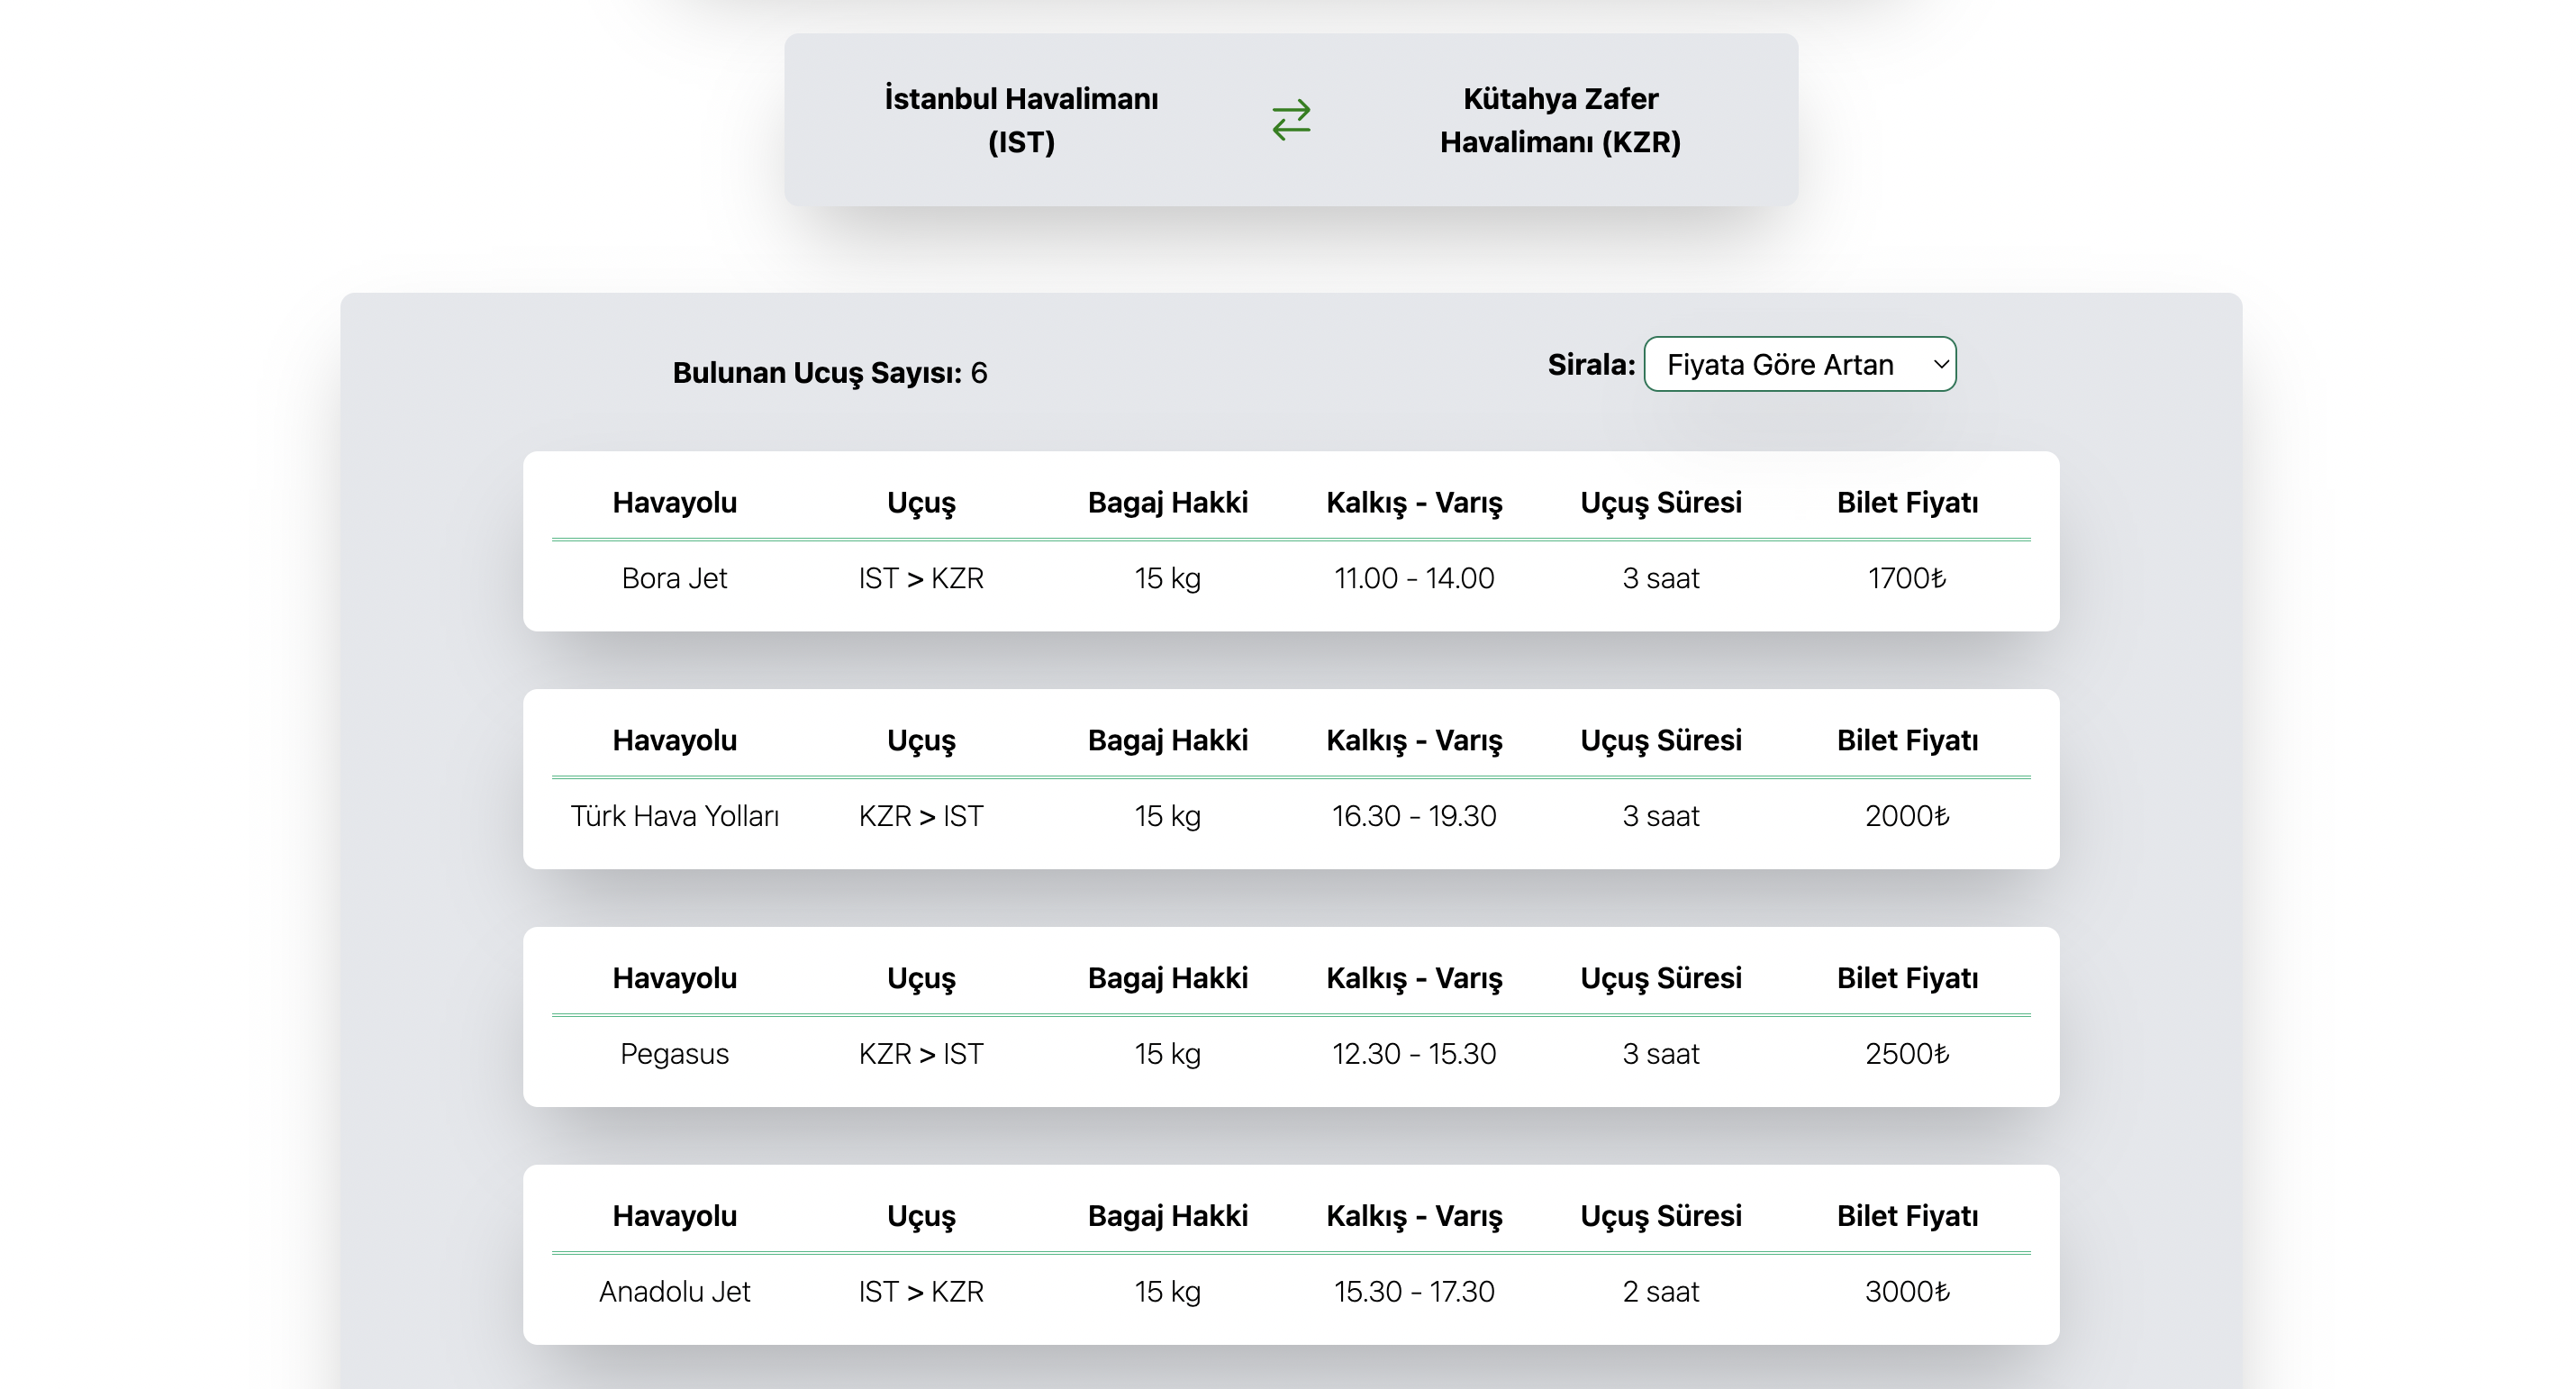 İstanbul Havalimanı
(IST)
Kütahya Zafer
Havalimanı (KZR)
Bulunan Ucuş Sayısı: 6
Sirala: Fiyata Göre Artan
Havayolu Uçuş Bagaj Hakki Kalkış - Varış Uçuş Süresi Bilet Fiyatı
Bora Jet IST > KZR 15 kg 11.00 - 14.00 3 saat 1700₺
Havayolu Uçuş Bagaj Hakki Kalkış - Varış Uçuş Süresi Bilet Fiyatı
Türk Hava Yolları KZR > IST 15 kg 16.30 - 19.30 3 saat 2000₺
Havayolu Uçuş Bagaj Hakki Kalkış - Varış Uçuş Süresi Bilet Fiyatı
Pegasus KZR > IST 15 kg 12.30 - 15.30 3 saat 2500₺
Havayolu Uçuş Bagaj Hakki Kalkış - Varış Uçuş Süresi Bilet Fiyatı
Anadolu Jet IST > KZR 15 kg 15.30 - 17.30 2 saat 3000₺